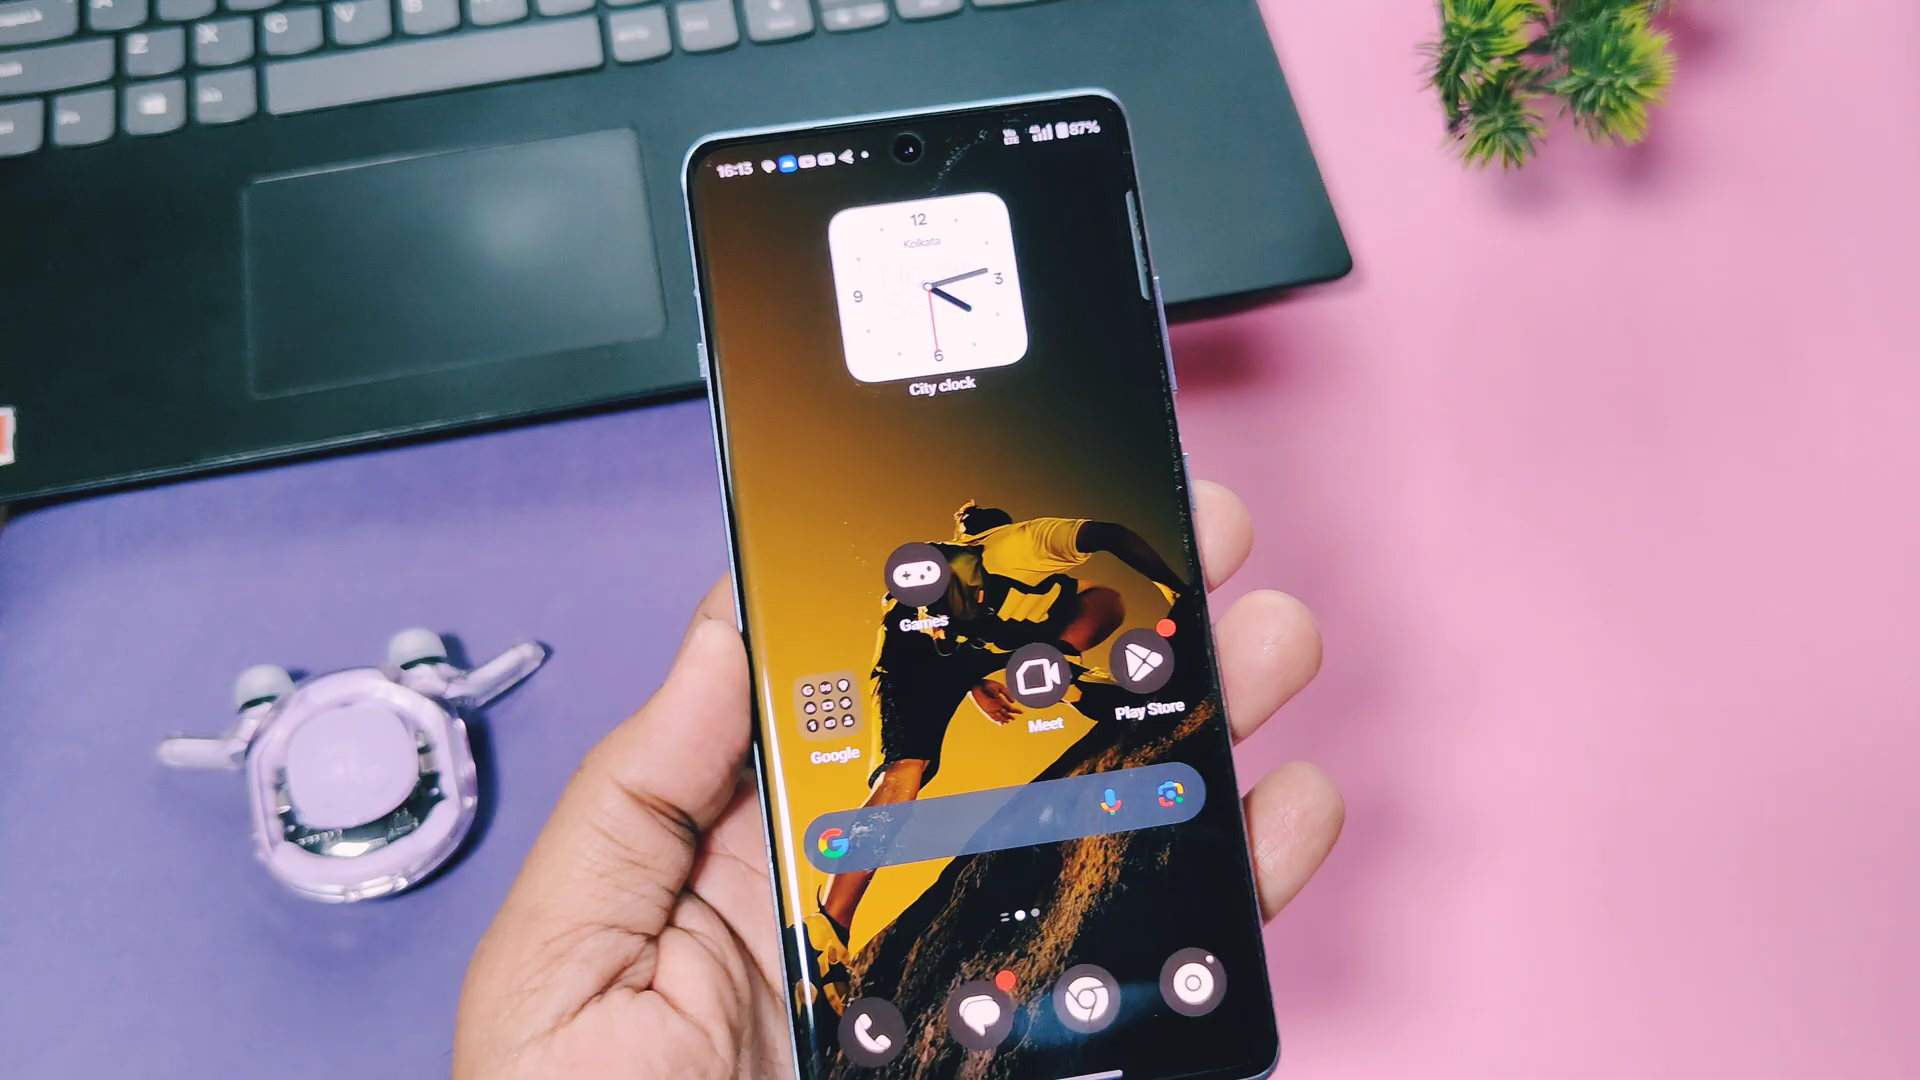 Z X C V
16:13
87%
12
Kolkata
9 3
6
City clock
Games
Meet
Play Store
Google